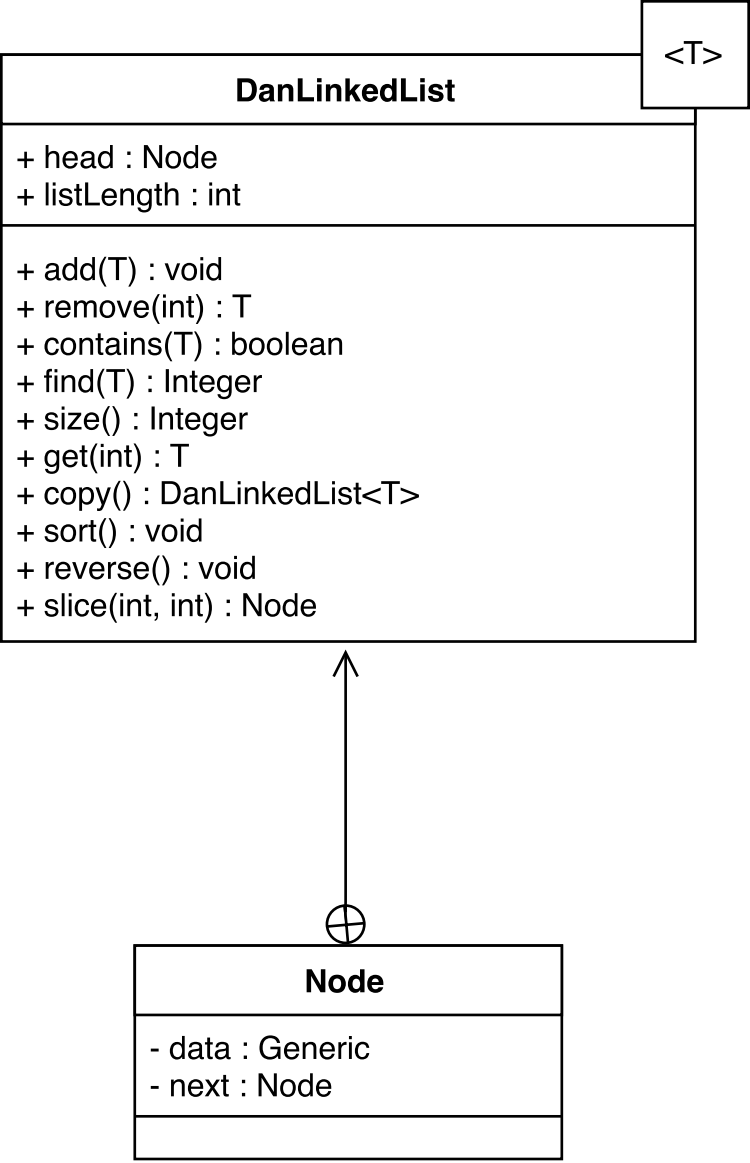 <T>
DanLinkedList
+ head : Node
+ listLength : int
+ add(T) : void
+ remove(int) : T
+ contains(T) : boolean
+ find(T) : Integer
+ size() : Integer
+ get(int) : T
+ copy() : DanLinkedList<T>
+ sort() : void
+ reverse() : void
+ slice(int, int) : Node
Node
- data : Generic
- next : Node